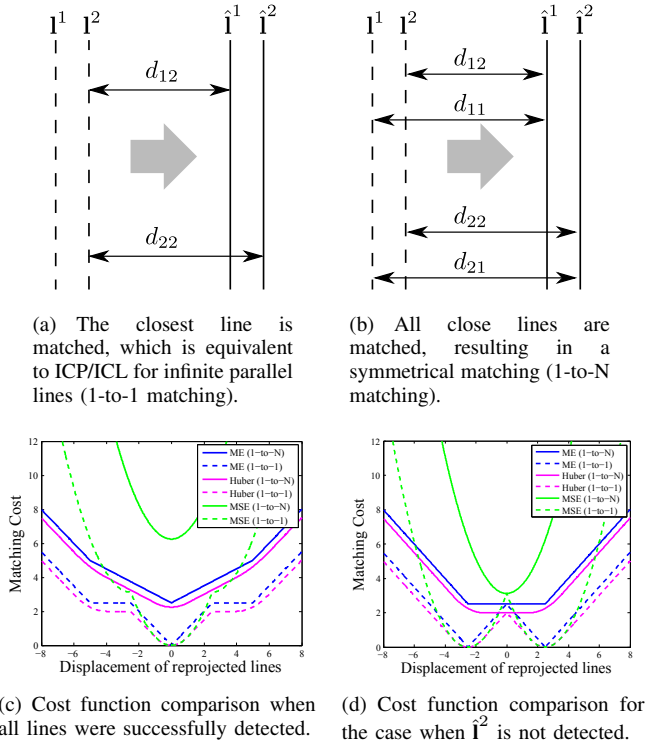 l¹ l² l̂¹ l̂²
d₁₂
d₂₂
l¹ l² l̂¹ l̂²
d₁₂
d₁₁
d₂₂
d₂₁
(a) The closest line is
matched, which is equivalent
to ICP/ICL for infinite parallel
lines (1-to-1 matching).
(b) All close lines are
matched, resulting in a
symmetrical matching (1-to-N
matching).
12
10
8
6
4
2
0
Matching Cost
ME (1−to−N)
ME (1−to−1)
Huber (1−to−N)
Huber (1−to−1)
MSE (1−to−N)
MSE (1−to−1)
−8 −6 −4 −2 0 2 4 6 8
Displacement of reprojected lines
12
10
8
6
4
2
0
Matching Cost
ME (1−to−N)
ME (1−to−1)
Huber (1−to−N)
Huber (1−to−1)
MSE (1−to−N)
MSE (1−to−1)
−8 −6 −4 −2 0 2 4 6 8
Displacement of reprojected lines
(c) Cost function comparison when
all lines were successfully detected.
(d) Cost function comparison for
the case when l̂² is not detected.